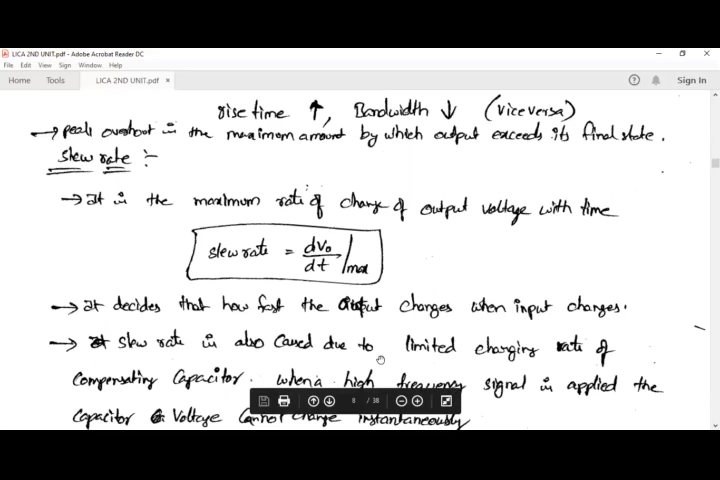 LICA 2ND UNIT.pdf - Adobe Acrobat Reader DC
File Edit View Sign Window Help
Home Tools LICA 2ND UNIT.pdf × Sign In
rise time ↑, Bandwidth ↓ (Viceversa)
→ peak overshoot is the maximum amount by which output exceeds its final state.
Slew rate :-
→ It is the maximum rate of change of output voltage with time
slew rate = dVo/dt |max
→ It decides that how fast the output changes when input changes.
→ Slew rate is also caused due to limited charging rate of
Compensating Capacitor. when a high frequency signal is applied the
8 / 38
Capacitor Voltage Cannot change instantaneously